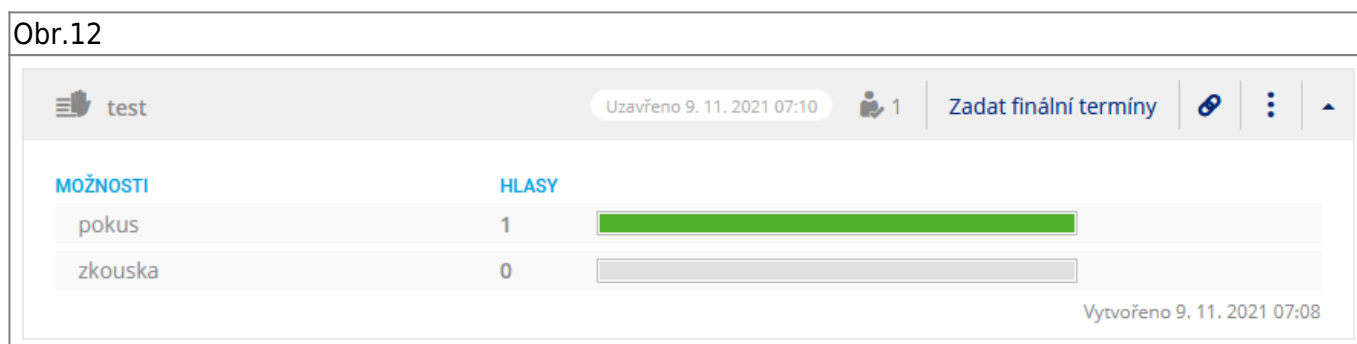 Obr.12
test Uzavřeno 9. 11. 2021 07:10 1 Zadat finální termíny
MOŽNOSTI HLASY
pokus 1
zkouska 0
Vytvořeno 9. 11. 2021 07:08